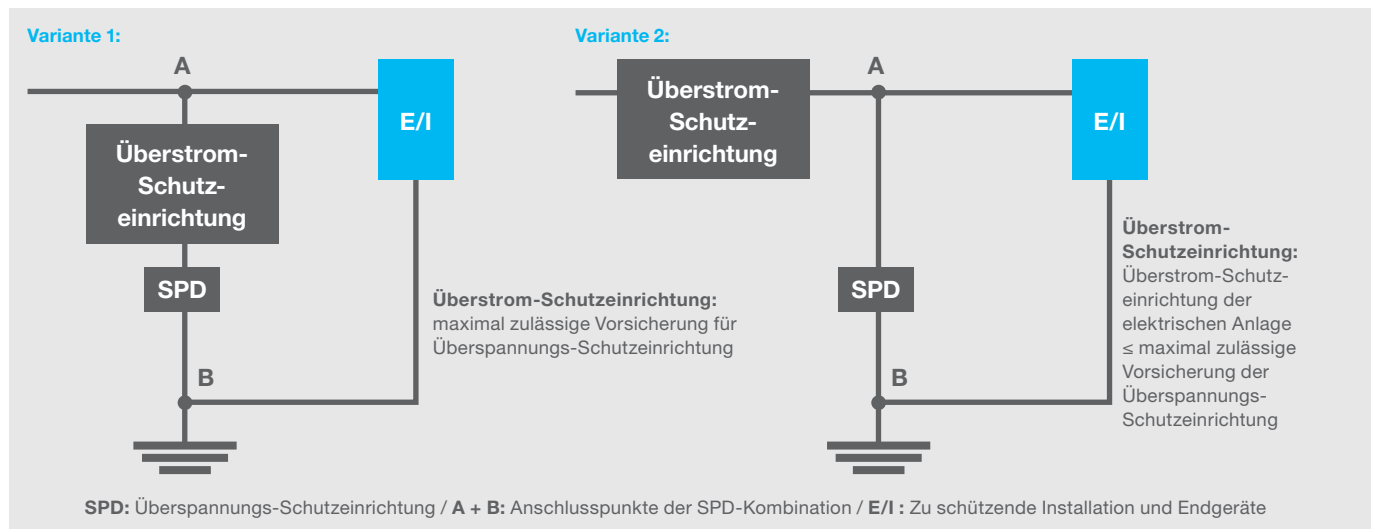 Variante 1:
A
E/I
Überstrom-
Schutz-
einrichtung
SPD
B
Überstrom-Schutzeinrichtung:
maximal zulässige Vorsicherung für
Überspannungs-Schutzeinrichtung
Variante 2:
Überstrom-
Schutz-
einrichtung
A
E/I
SPD
B
Überstrom-
Schutzeinrichtung:
Überstrom-Schutz-
einrichtung der
elektrischen Anlage
≤ maximal zulässige
Vorsicherung der
Überspannungs-
Schutzeinrichtung
SPD: Überspannungs-Schutzeinrichtung / A + B: Anschlusspunkte der SPD-Kombination / E/I : Zu schützende Installation und Endgeräte